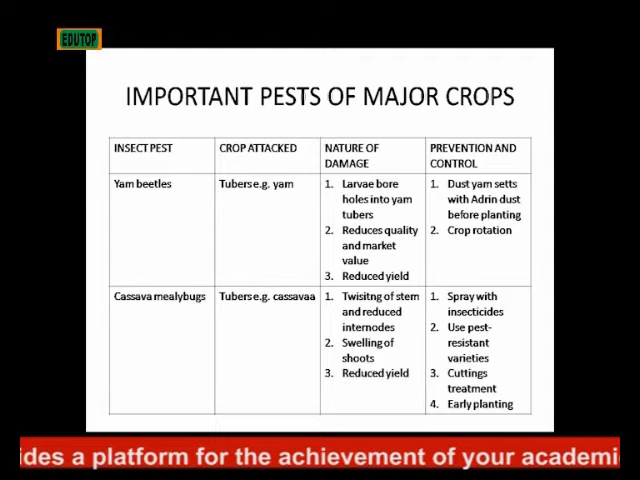 EDUTOP
IMPORTANT PESTS OF MAJOR CROPS
INSECT PEST
CROP ATTACKED
NATURE OF
DAMAGE
PREVENTION AND
CONTROL
Yam beetles
Tubers e.g. yam
1. Larvae bore
holes into yam
tubers
2. Reduces quality
and market
value
3. Reduced yield
1. Dust yam setts
with Adrin dust
before planting
2. Crop rotation
Cassava mealybugs
Tubers e.g. cassavaa
1. Twisitng of stem
and reduced
internodes
2. Swelling of
shoots
3. Reduced yield
1. Spray with
insecticides
2. Use pest-
resistant
varieties
3. Cuttings
treatment
4. Early planting
ides a platform for the achievement of your academi